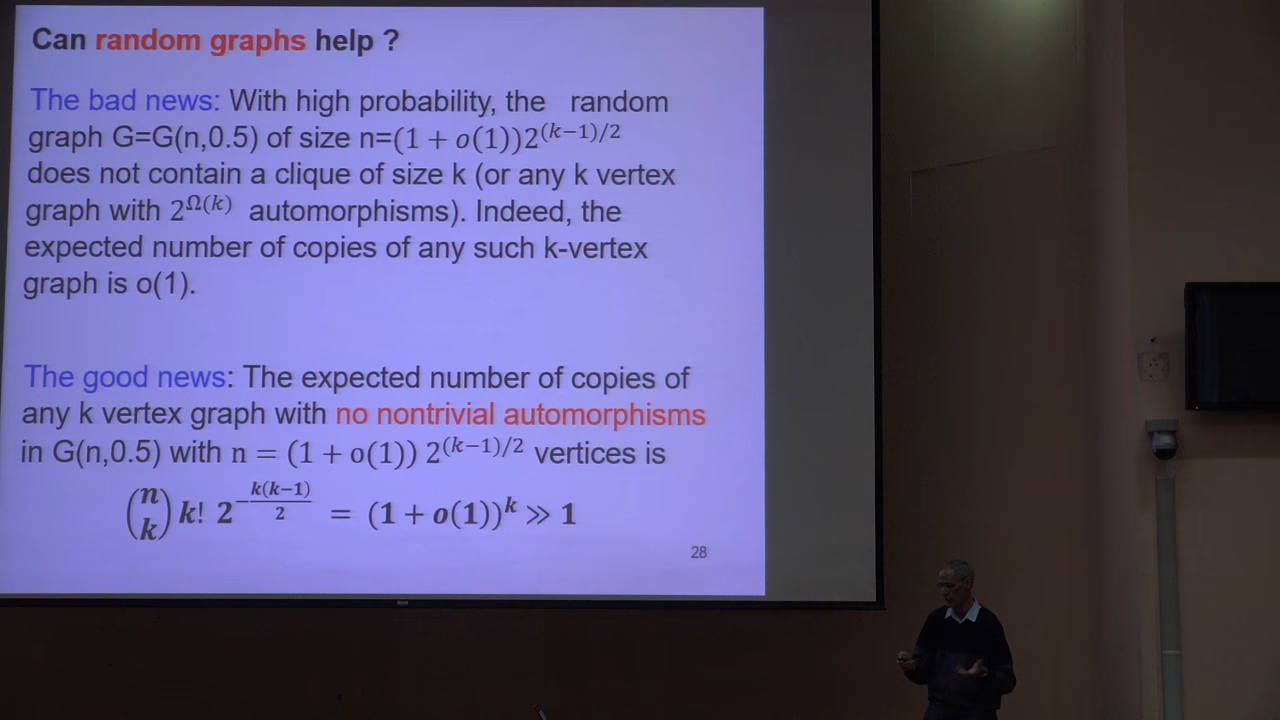 Can random graphs help ?
The bad news: With high probability, the random
graph G=G(n,0.5) of size n=(1 + o(1))2^{(k−1)/2}
does not contain a clique of size k (or any k vertex
graph with 2^{Ω(k)} automorphisms). Indeed, the
expected number of copies of any such k-vertex
graph is o(1).
The good news: The expected number of copies of
any k vertex graph with no nontrivial automorphisms
in G(n,0.5) with n = (1 + o(1)) 2^{(k−1)/2} vertices is
\binom{n}{k} k! 2^{−\frac{k(k−1)}{2}} = (1 + o(1))^k ≫ 1
28